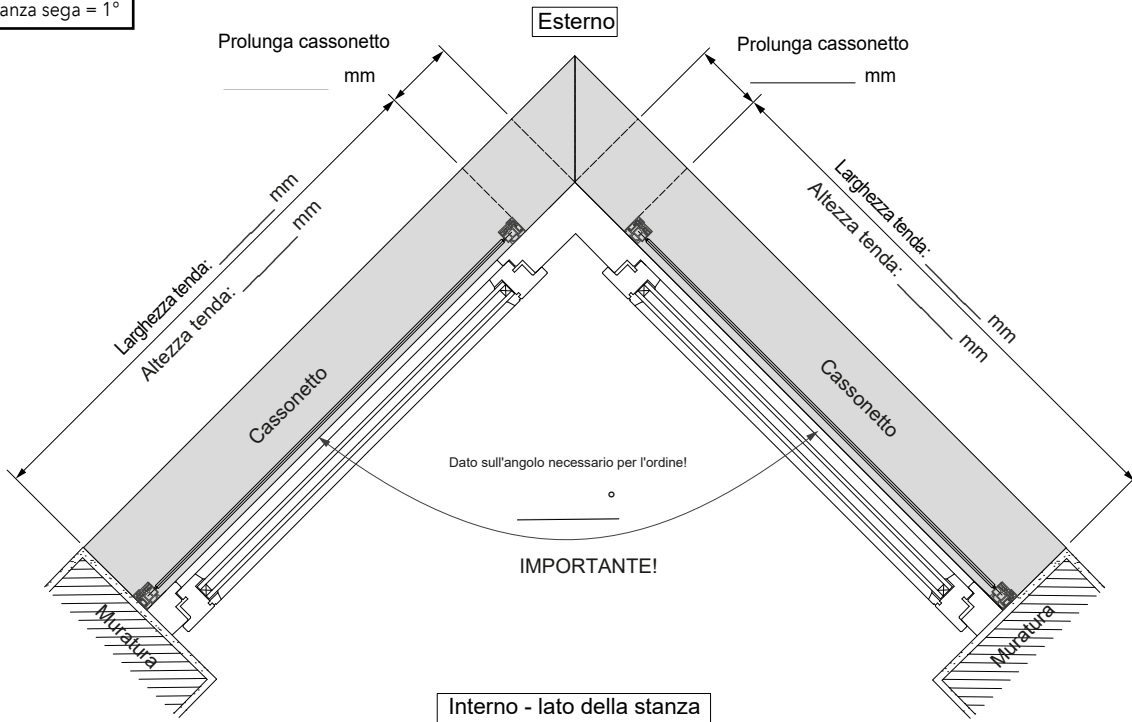 anza sega = 1°
Esterno
Prolunga cassonetto
mm
Prolunga cassonetto
mm
Larghezza tenda: mm
Altezza tenda: mm
Larghezza tenda: mm
Altezza tenda: mm
Cassonetto
Cassonetto
Dato sull'angolo necessario per l'ordine!
°
IMPORTANTE!
Muratura
Muratura
Interno - lato della stanza